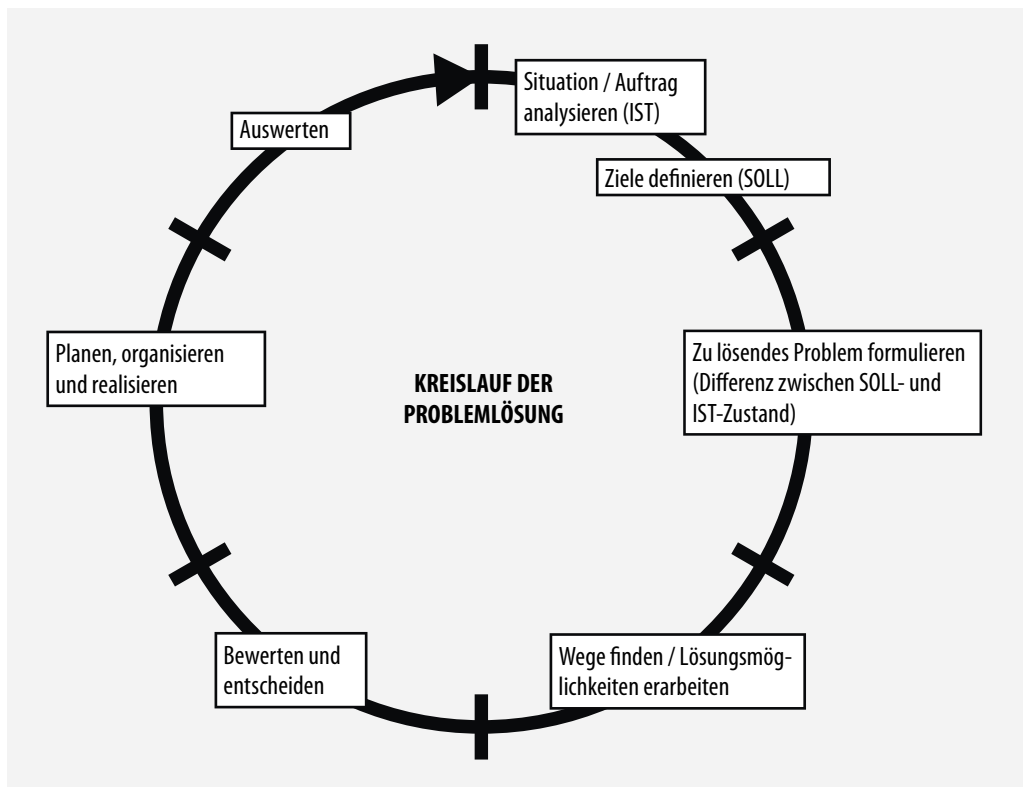 Situation / Auftrag
analysieren (IST)
Ziele definieren (SOLL)
Zu lösendes Problem formulieren
(Differenz zwischen SOLL- und
IST-Zustand)
Wege finden / Lösungsmög-
lichkeiten erarbeiten
Bewerten und
entscheiden
Planen, organisieren
und realisieren
Auswerten
KREISLAUF DER
PROBLEMLÖSUNG